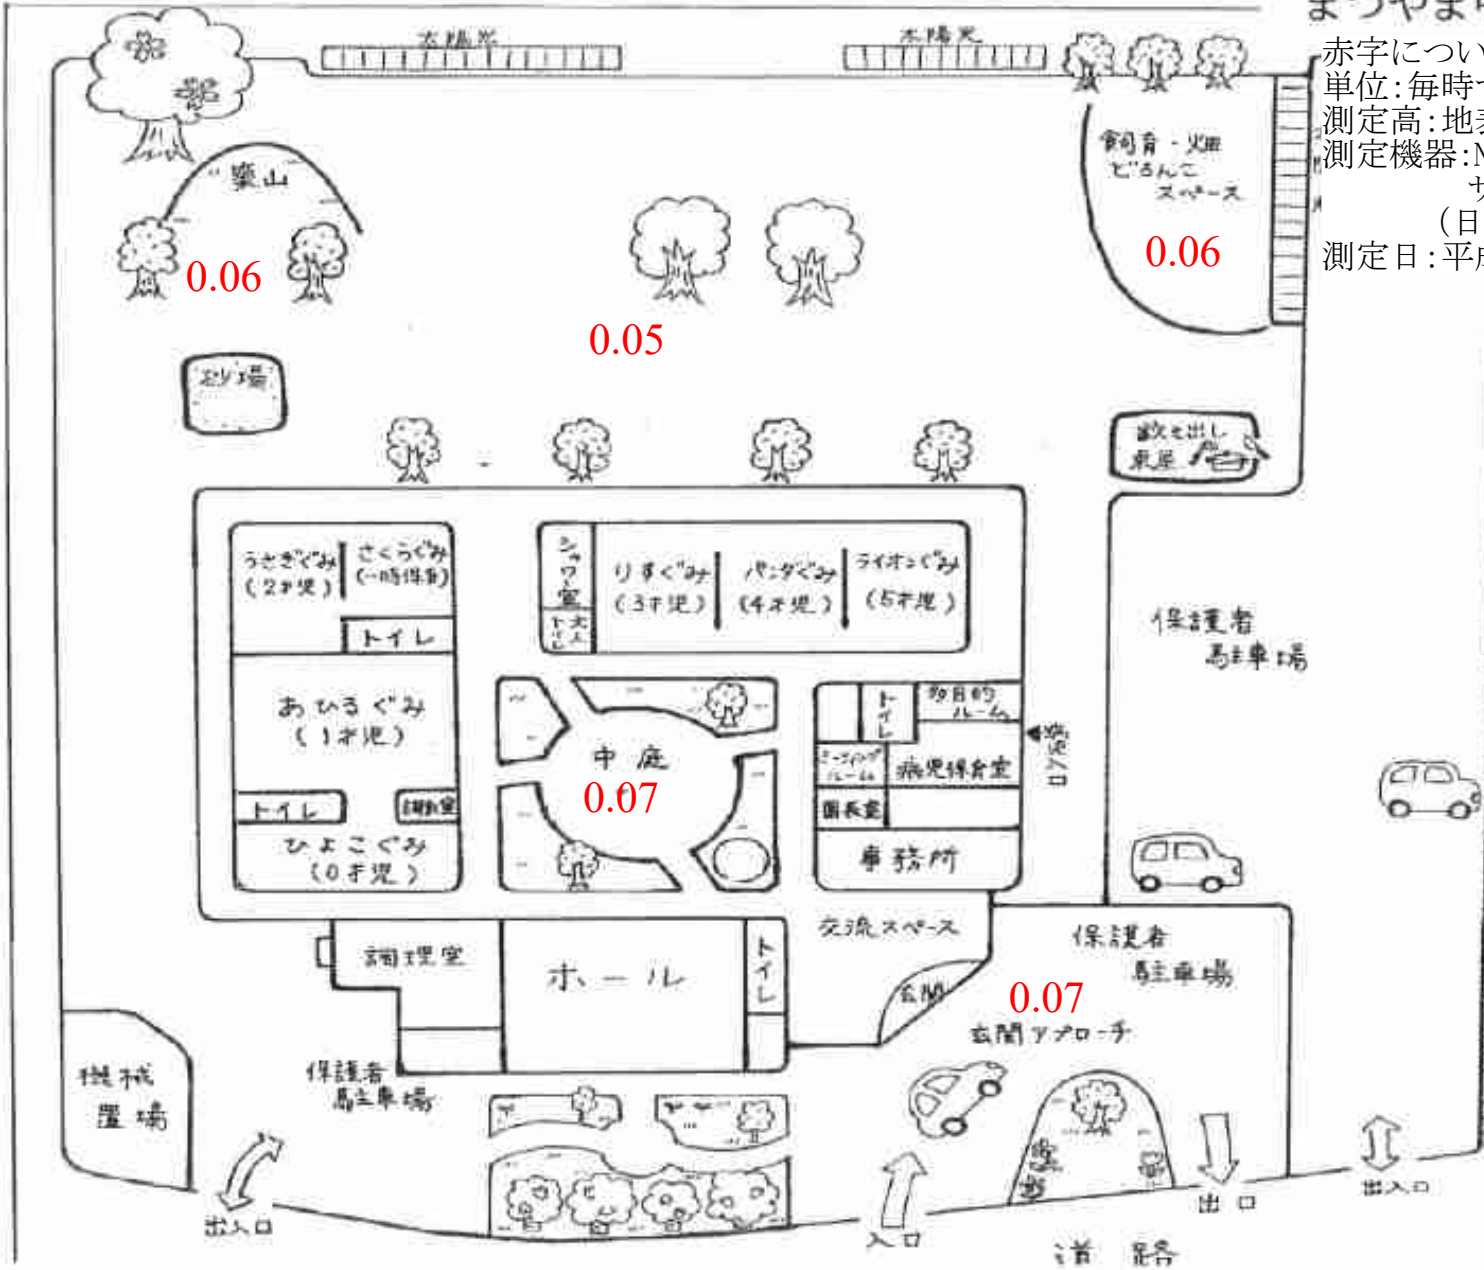 まつやま
赤字につい
単位:毎時
測定高:地表
測定機器:N
(日
測定日:平成
太陽光
太陽光
築山
飼育・畑
どろんこ
スペース
0.06
0.06
0.05
砂場
吹き出し
東屋
うさぎぐみ
(2才児)
さくらぐみ
(一時保育)
シャワー室
大人
トイレ
りすぐみ
(3才児)
パンダぐみ
(4才児)
ライオンぐみ
(5才児)
トイレ
保護者
駐車場
あひるぐみ
(1才児)
トイレ
多目的
ルーム
中庭
0.07
ミーティング
ルーム
病児保育室
トイレ
調乳室
園長室
ひよこぐみ
(0才児)
事務所
交流スペース
調理室
ホール
トイレ
玄関
保護者
駐車場
0.07
玄関アプローチ
機械
置場
保護者
駐車場
出入口
入口
出口
出入口
道路